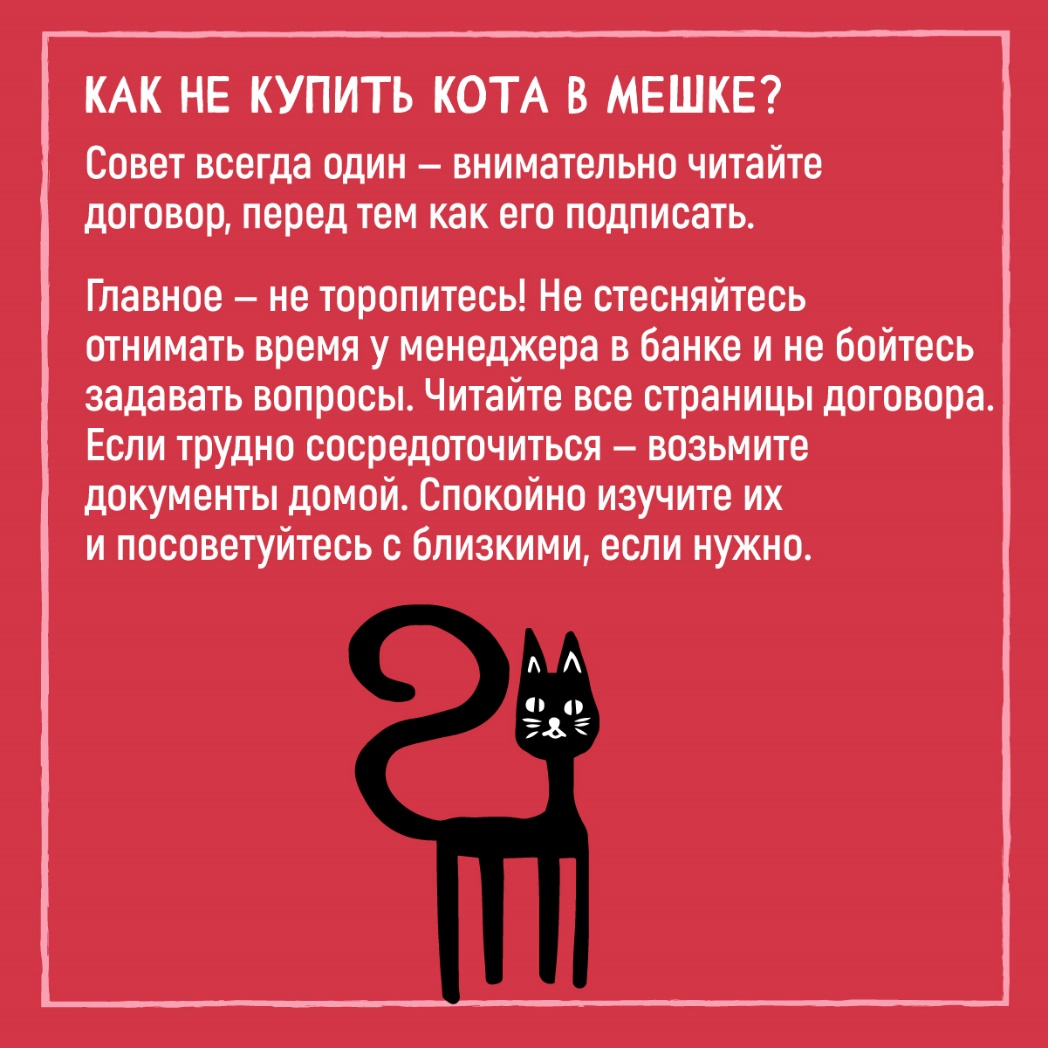 КАК НЕ КУПИТЬ КОТА В МЕШКЕ?
Совет всегда один – внимательно читайте
договор, перед тем как его подписать.
Главное – не торопитесь! Не стесняйтесь
отнимать время у менеджера в банке и не бойтесь
задавать вопросы. Читайте все страницы договора.
Если трудно сосредоточиться – возьмите
документы домой. Спокойно изучите их
и посоветуйтесь с близкими, если нужно.